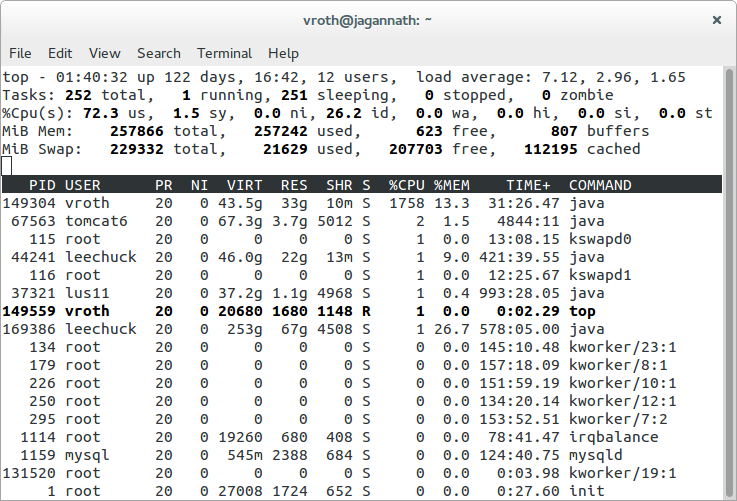 vroth@jagannath: ~
×
File Edit View Search Terminal Help
top - 01:40:32 up 122 days, 16:42, 12 users,  load average: 7.12, 2.96, 1.65
Tasks: 252 total,   1 running, 251 sleeping,   0 stopped,   0 zombie
%Cpu(s): 72.3 us,  1.5 sy,  0.0 ni, 26.2 id,  0.0 wa,  0.0 hi,  0.0 si,  0.0 st
MiB Mem:    257866 total,   257242 used,      623 free,      807 buffers
MiB Swap:   229332 total,    21629 used,   207703 free,   112195 cached
   PID USER      PR  NI  VIRT  RES  SHR S  %CPU %MEM    TIME+  COMMAND
149304 vroth     20   0 43.5g  33g  10m S  1758 13.3  31:26.47 java
 67563 tomcat6   20   0 67.3g 3.7g 5012 S     2  1.5   4844:11 java
   115 root      20   0     0    0    0 S     1  0.0  13:08.15 kswapd0
 44241 leechuck  20   0 46.0g  22g  13m S     1  9.0 421:39.55 java
   116 root      20   0     0    0    0 S     1  0.0  12:25.67 kswapd1
 37321 lus11     20   0 37.2g 1.1g 4968 S     1  0.4 993:28.05 java
149559 vroth     20   0 20680 1680 1148 R     1  0.0   0:02.29 top
169386 leechuck  20   0  253g  67g 4508 S     1 26.7 578:05.00 java
   134 root      20   0     0    0    0 S     0  0.0 145:10.48 kworker/23:1
   179 root      20   0     0    0    0 S     0  0.0 157:18.09 kworker/8:1
   226 root      20   0     0    0    0 S     0  0.0 151:59.19 kworker/10:1
   250 root      20   0     0    0    0 S     0  0.0 134:20.14 kworker/12:1
   295 root      20   0     0    0    0 S     0  0.0 153:52.51 kworker/7:2
  1114 root      20   0 19260  680  408 S     0  0.0  78:41.47 irqbalance
  1159 mysql     20   0  545m 2388  684 S     0  0.0 124:40.75 mysqld
131520 root      20   0     0    0    0 S     0  0.0   0:03.98 kworker/19:1
     1 root      20   0 27008 1724  652 S     0  0.0   0:27.60 init